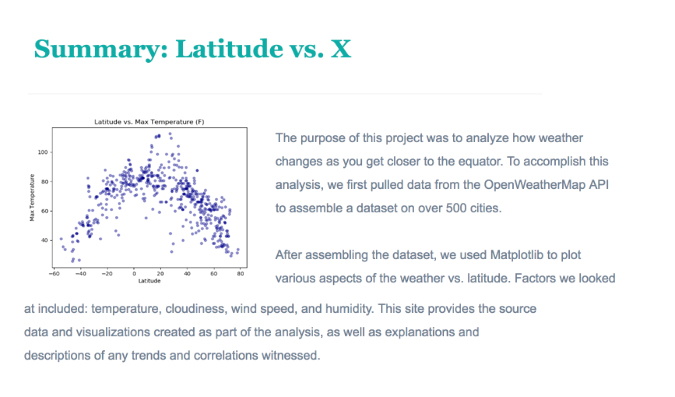 Summary: Latitude vs. X
Latitude vs. Max Temperature (F)
Max Temperature
100
80
60
40
−60 −40 −20 0 20 40 60 80
Latitude
The purpose of this project was to analyze how weather
changes as you get closer to the equator. To accomplish this
analysis, we first pulled data from the OpenWeatherMap API
to assemble a dataset on over 500 cities.
After assembling the dataset, we used Matplotlib to plot
various aspects of the weather vs. latitude. Factors we looked
at included: temperature, cloudiness, wind speed, and humidity. This site provides the source
data and visualizations created as part of the analysis, as well as explanations and
descriptions of any trends and correlations witnessed.